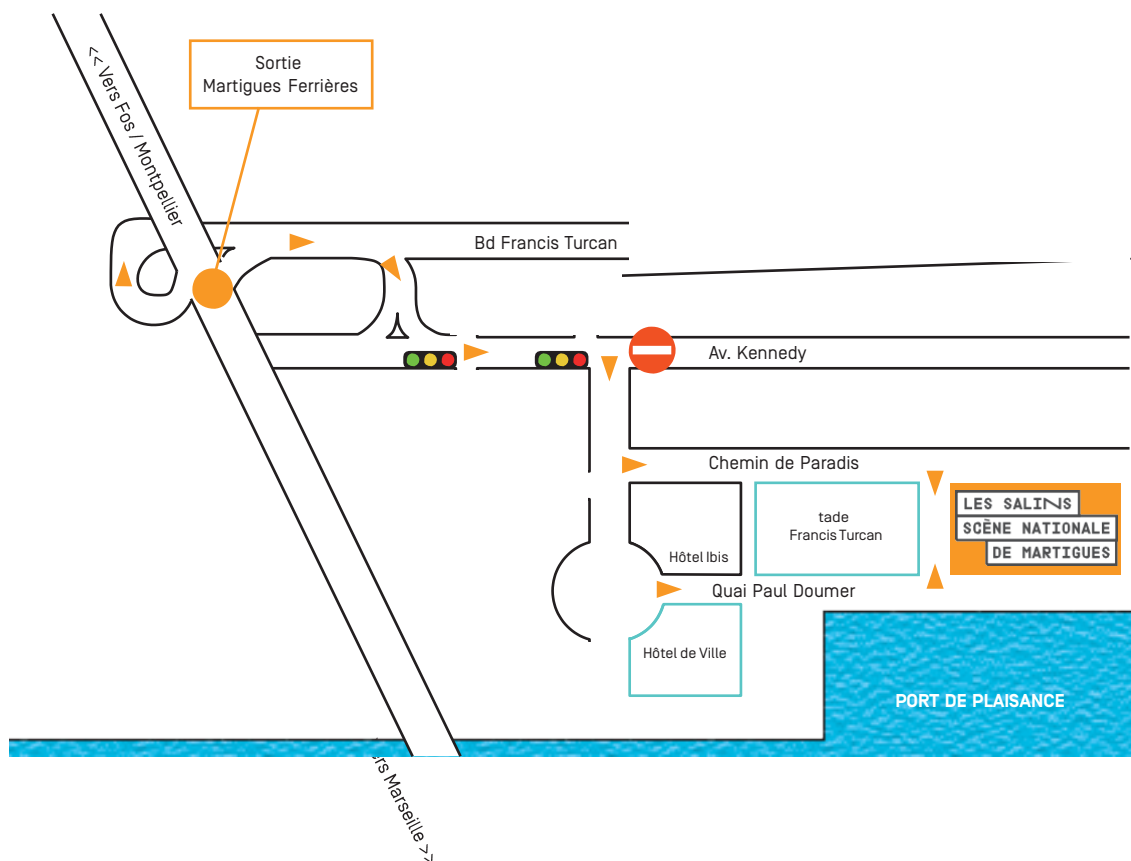 Sortie
Martigues Ferrières
<< Vers Fos / Montpellier
Bd Francis Turcan
Av. Kennedy
Chemin de Paradis
tade
Francis Turcan
LES SALINS
SCÈNE NATIONALE
DE MARTIGUES
Hôtel Ibis
Quai Paul Doumer
Hôtel de Ville
PORT DE PLAISANCE
ers Marseille >>